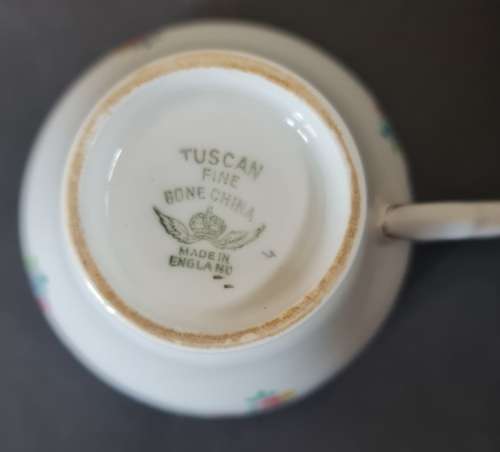 TUSCAN
FINE
BONE CHINA
MADE IN
ENGLAND